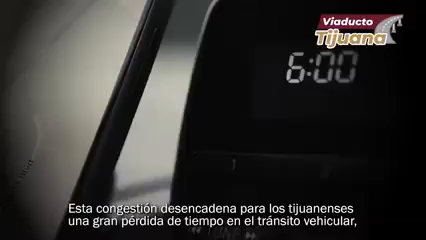 Viaducto
Tijuana
6:00
Esta congestión desencadena para los tijuanenses
una gran pérdida de tiempo en el tránsito vehicular,